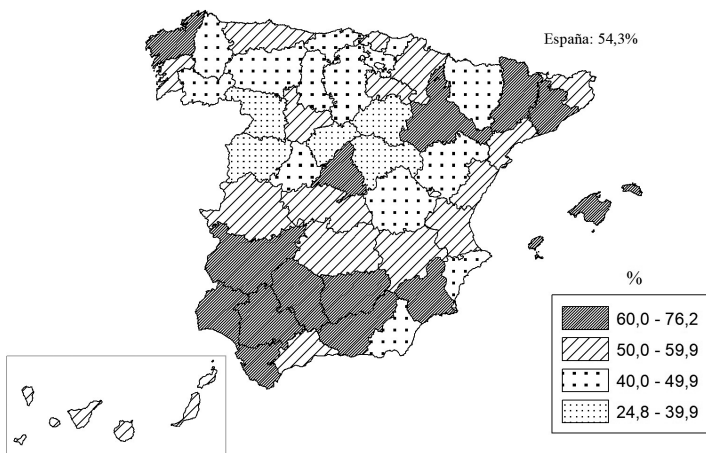 España: 54,3%
%
60,0 - 76,2
50,0 - 59,9
40,0 - 49,9
24,8 - 39,9